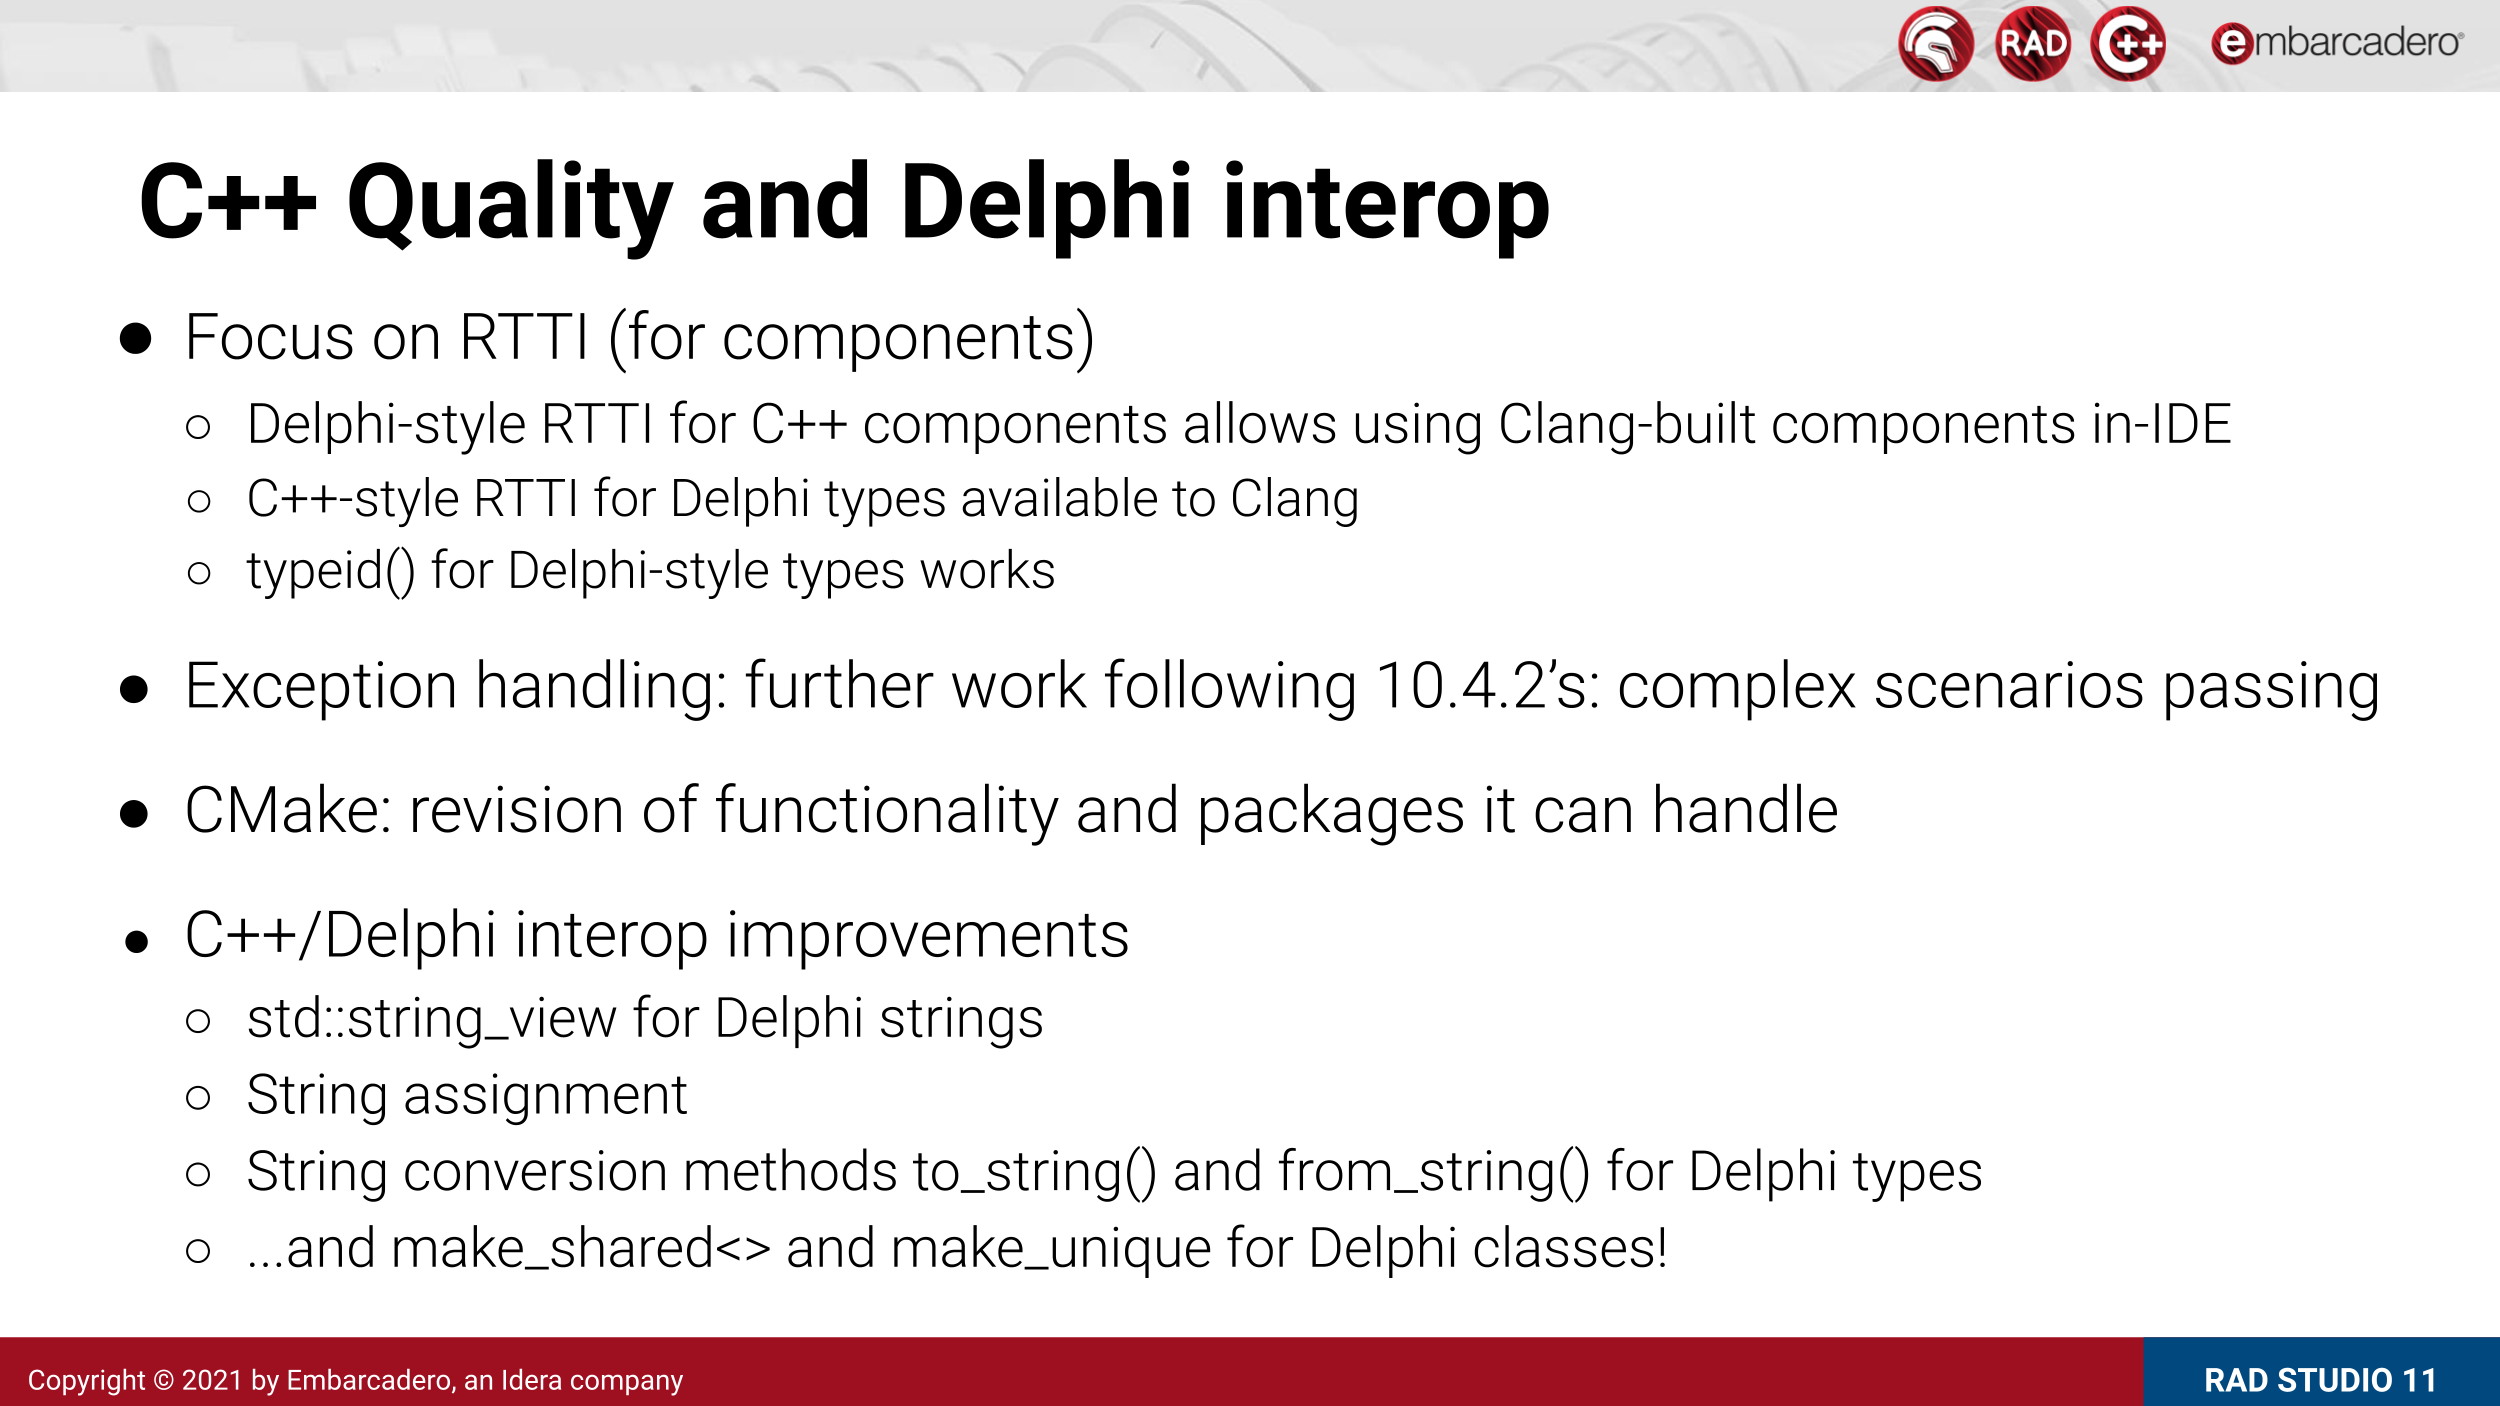 RAD C++ embarcadero®
C++ Quality and Delphi interop
● Focus on RTTI (for components)
○ Delphi-style RTTI for C++ components allows using Clang-built components in-IDE
○ C++-style RTTI for Delphi types available to Clang
○ typeid() for Delphi-style types works
● Exception handling: further work following 10.4.2’s: complex scenarios passing
● CMake: revision of functionality and packages it can handle
● C++/Delphi interop improvements
○ std::string_view for Delphi strings
○ String assignment
○ String conversion methods to_string() and from_string() for Delphi types
○ ...and make_shared<> and make_unique for Delphi classes!
Copyright © 2021 by Embarcadero, an Idera company
RAD STUDIO 11